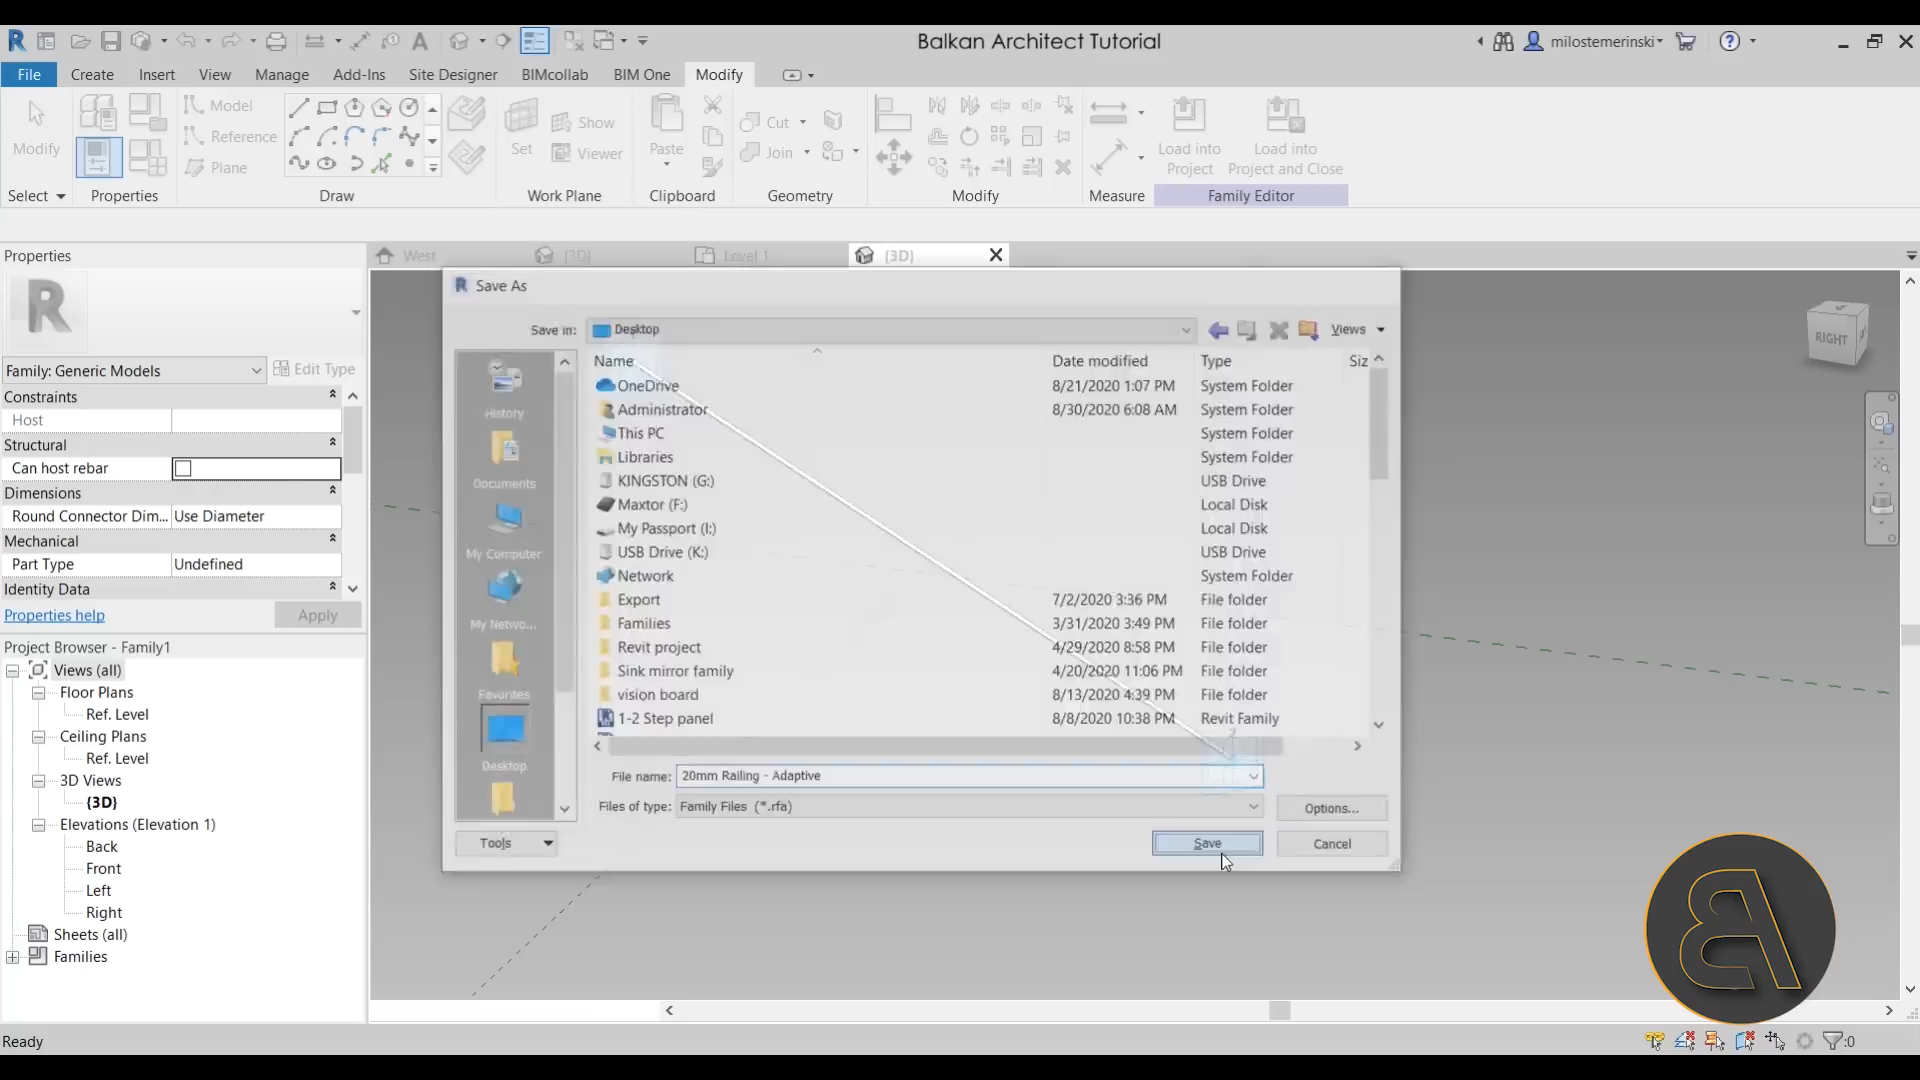 Balkan Architect Tutorial
milostemerinski
File Create Insert View Manage Add-Ins Site Designer BIMcollab BIM One Modify
Modify
Model
Reference
Plane
Set
Show
Viewer
Paste
Cut
Join
Load into Project
Load into Project and Close
Select Properties Draw Work Plane Clipboard Geometry Modify Measure Family Editor
Properties
West
(3D)
Level 1
(3D)
Family: Generic Models
Edit Type
Constraints
Host
Structural
Can host rebar
Dimensions
Round Connector Dim... Use Diameter
Mechanical
Part Type Undefined
Identity Data
Properties help
Apply
Project Browser - Family1
Views (all)
Floor Plans
Ref. Level
Ceiling Plans
Ref. Level
3D Views
{3D}
Elevations (Elevation 1)
Back
Front
Left
Right
Sheets (all)
Families
Save As
Save in: Desktop Views
History
Documents
My Computer
My Netwo...
Favorites
Desktop
Name Date modified Type Siz
OneDrive 8/21/2020 1:07 PM System Folder
Administrator 8/30/2020 6:08 AM System Folder
This PC System Folder
Libraries System Folder
KINGSTON (G:) USB Drive
Maxtor (F:) Local Disk
My Passport (I:) Local Disk
USB Drive (K:) USB Drive
Network System Folder
Export 7/2/2020 3:36 PM File folder
Families 3/31/2020 3:49 PM File folder
Revit project 4/29/2020 8:58 PM File folder
Sink mirror family 4/20/2020 11:06 PM File folder
vision board 8/13/2020 4:39 PM File folder
1-2 Step panel 8/8/2020 10:38 PM Revit Family
File name: 20mm Railing - Adaptive
Files of type: Family Files (*.rfa)
Options...
Tools
Save
Cancel
RIGHT
Ready
:0